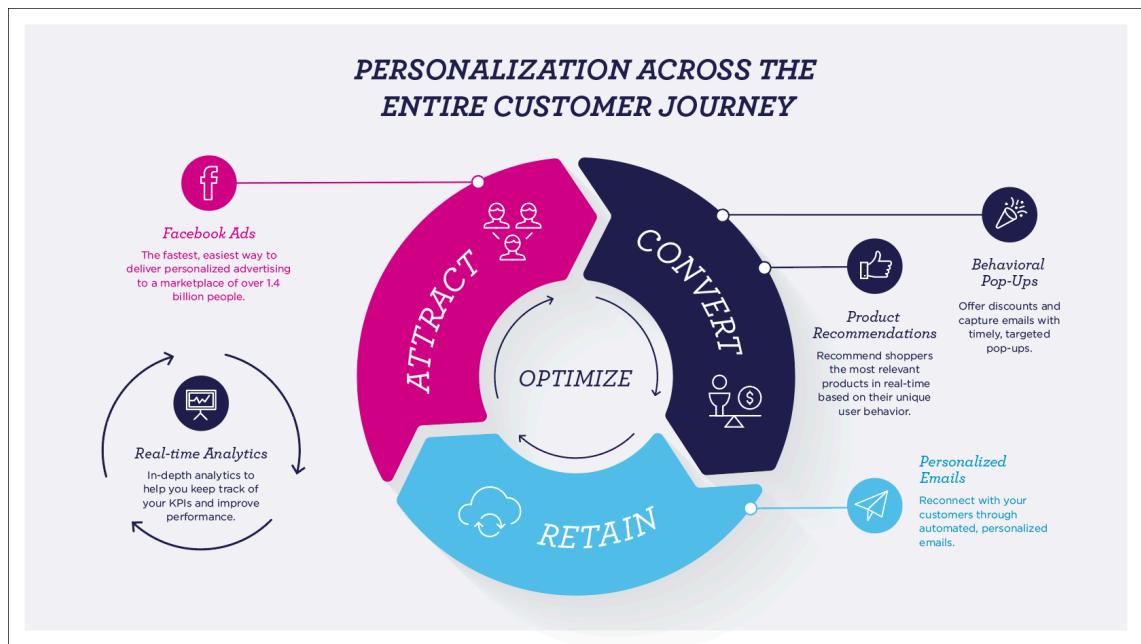 PERSONALIZATION ACROSS THE
ENTIRE CUSTOMER JOURNEY
Facebook Ads
The fastest, easiest way to
deliver personalized advertising
to a marketplace of over 1.4
billion people.
ATTRACT
CONVERT
RETAIN
OPTIMIZE
Behavioral
Pop-Ups
Offer discounts and
capture emails with
timely, targeted
pop-ups.
Product
Recommendations
Recommend shoppers
the most relevant
products in real-time
based on their unique
user behavior.
Real-time Analytics
In-depth analytics to
help you keep track of
your KPIs and improve
performance.
Personalized
Emails
Reconnect with your
customers through
automated, personalized
emails.